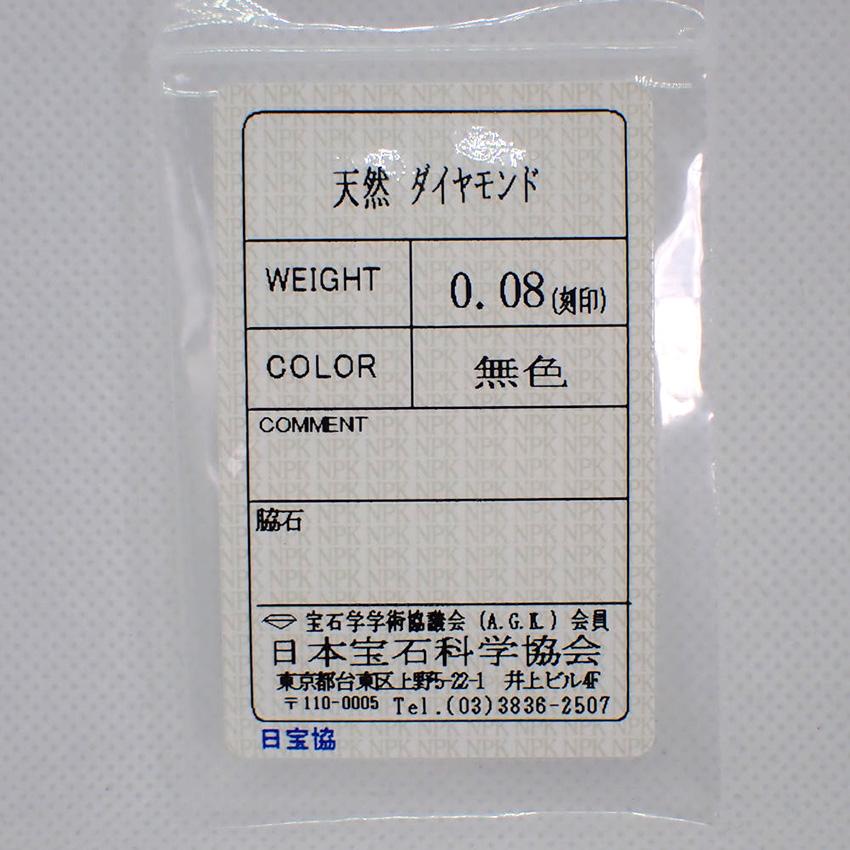 天然 ダイヤモンド
WEIGHT 0.08(刻印)
COLOR 無色
COMMENT
脇石
宝石学学術協議会(A.G.K.)会員
日本宝石科学協会
東京都台東区上野5-22-1 井上ビル4F
〒110-0005 Tel.(03)3836-2507
日宝協